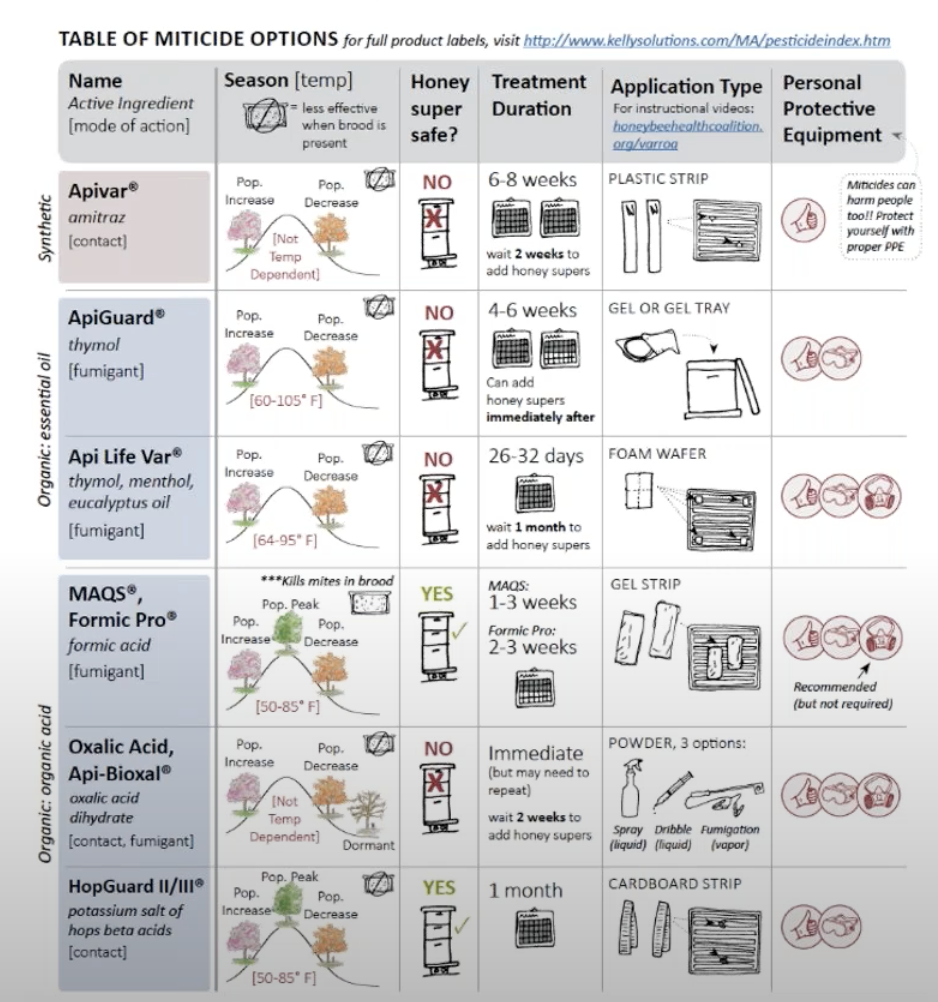 TABLE OF MITICIDE OPTIONS for full product labels, visit http://www.kellysolutions.com/MA/pesticideindex.htm
Name
Active Ingredient
[mode of action]
Season [temp]
= less effective
when brood is
present
Honey
super
safe?
Treatment
Duration
Application Type
For instructional videos:
honeybeehealthcoalition.
org/varroa
Personal
Protective
Equipment
Miticides can
harm people
too!! Protect
yourself with
proper PPE
Synthetic
Apivar®
amitraz
[contact]
Pop.
Increase
Pop.
Decrease
[Not
Temp
Dependent]
NO
6-8 weeks
wait 2 weeks to
add honey supers
PLASTIC STRIP
Organic: essential oil
ApiGuard®
thymol
[fumigant]
Pop.
Increase
Pop.
Decrease
[60-105° F]
NO
4-6 weeks
Can add
honey supers
immediately after
GEL OR GEL TRAY
Api Life Var®
thymol, menthol,
eucalyptus oil
[fumigant]
Pop.
Increase
Pop.
Decrease
[64-95° F]
NO
26-32 days
wait 1 month to
add honey supers
FOAM WAFER
Organic: organic acid
MAQS®,
Formic Pro®
formic acid
[fumigant]
***Kills mites in brood
Pop. Peak
Pop.
Increase
Pop.
Decrease
[50-85° F]
YES
MAQS:
1-3 weeks
Formic Pro:
2-3 weeks
GEL STRIP
Recommended
(but not required)
Oxalic Acid,
Api-Bioxal®
oxalic acid
dihydrate
[contact, fumigant]
Pop.
Increase
Pop.
Decrease
[Not
Temp
Dependent]
Dormant
NO
Immediate
(but may need to
repeat)
wait 2 weeks to
add honey supers
POWDER, 3 options:
Spray
(liquid)
Dribble
(liquid)
Fumigation
(vapor)
HopGuard II/III®
potassium salt of
hops beta acids
[contact]
Pop. Peak
Pop.
Increase
Pop.
Decrease
[50-85° F]
YES
1 month
CARDBOARD STRIP